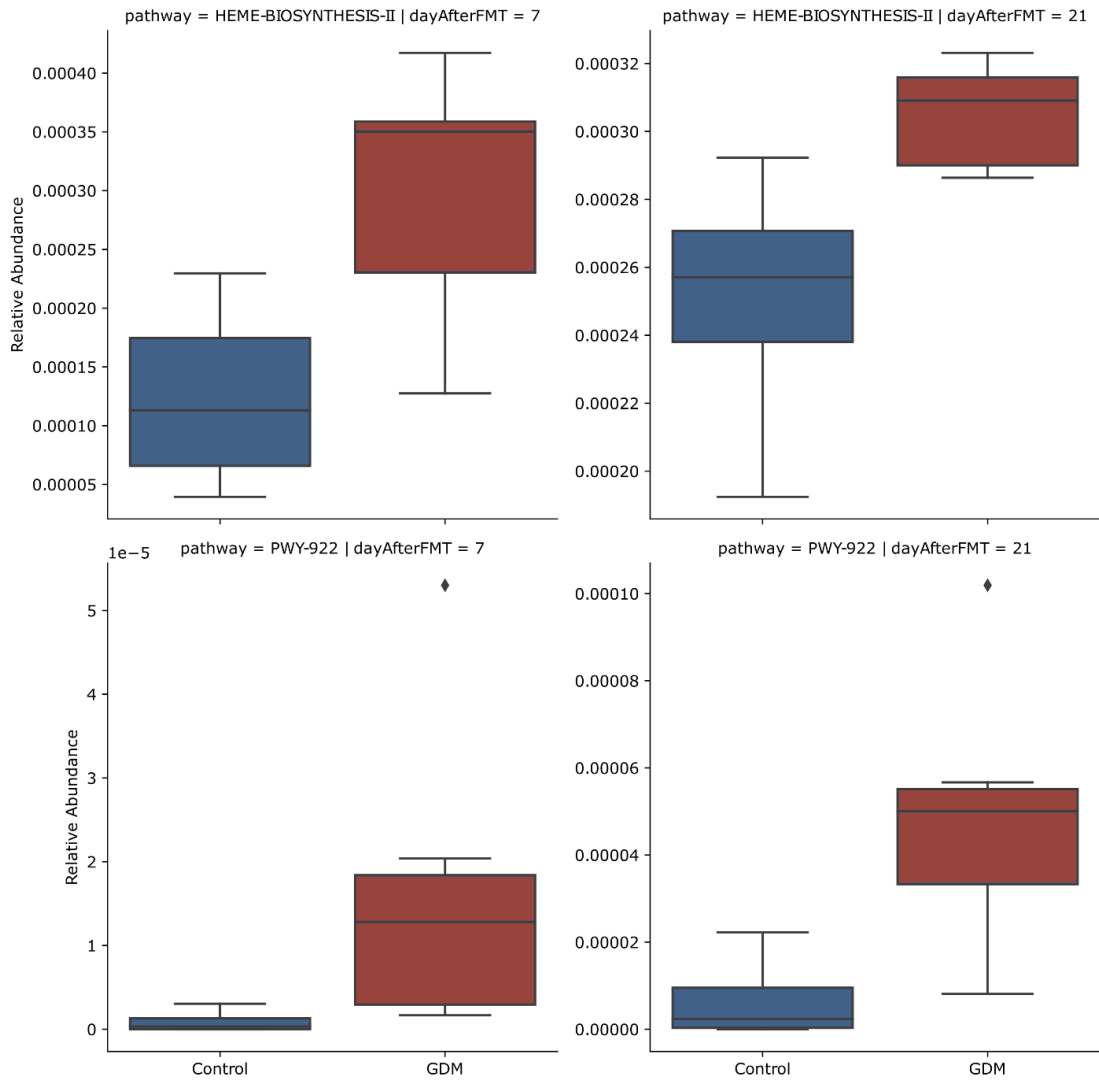 pathway = HEME-BIOSYNTHESIS-II | dayAfterFMT = 7
0.00040
0.00035
0.00030
0.00025
0.00020
0.00015
0.00010
0.00005
Relative Abundance
pathway = HEME-BIOSYNTHESIS-II | dayAfterFMT = 21
0.00032
0.00030
0.00028
0.00026
0.00024
0.00022
0.00020
1e−5
pathway = PWY-922 | dayAfterFMT = 7
5
4
3
2
1
0
Relative Abundance
Control
GDM
pathway = PWY-922 | dayAfterFMT = 21
0.00010
0.00008
0.00006
0.00004
0.00002
0.00000
Control
GDM